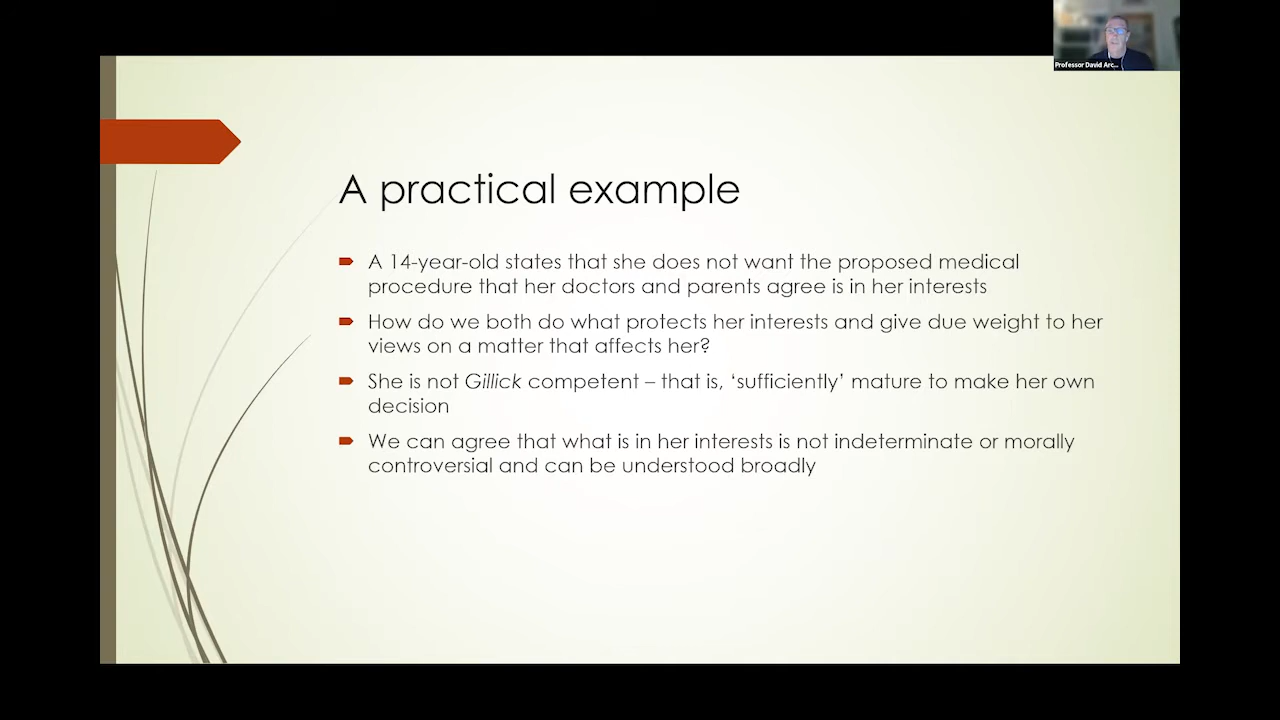 Professor David Arc...
A practical example
A 14-year-old states that she does not want the proposed medical
procedure that her doctors and parents agree is in her interests
How do we both do what protects her interests and give due weight to her
views on a matter that affects her?
She is not Gillick competent – that is, ‘sufficiently’ mature to make her own
decision
We can agree that what is in her interests is not indeterminate or morally
controversial and can be understood broadly